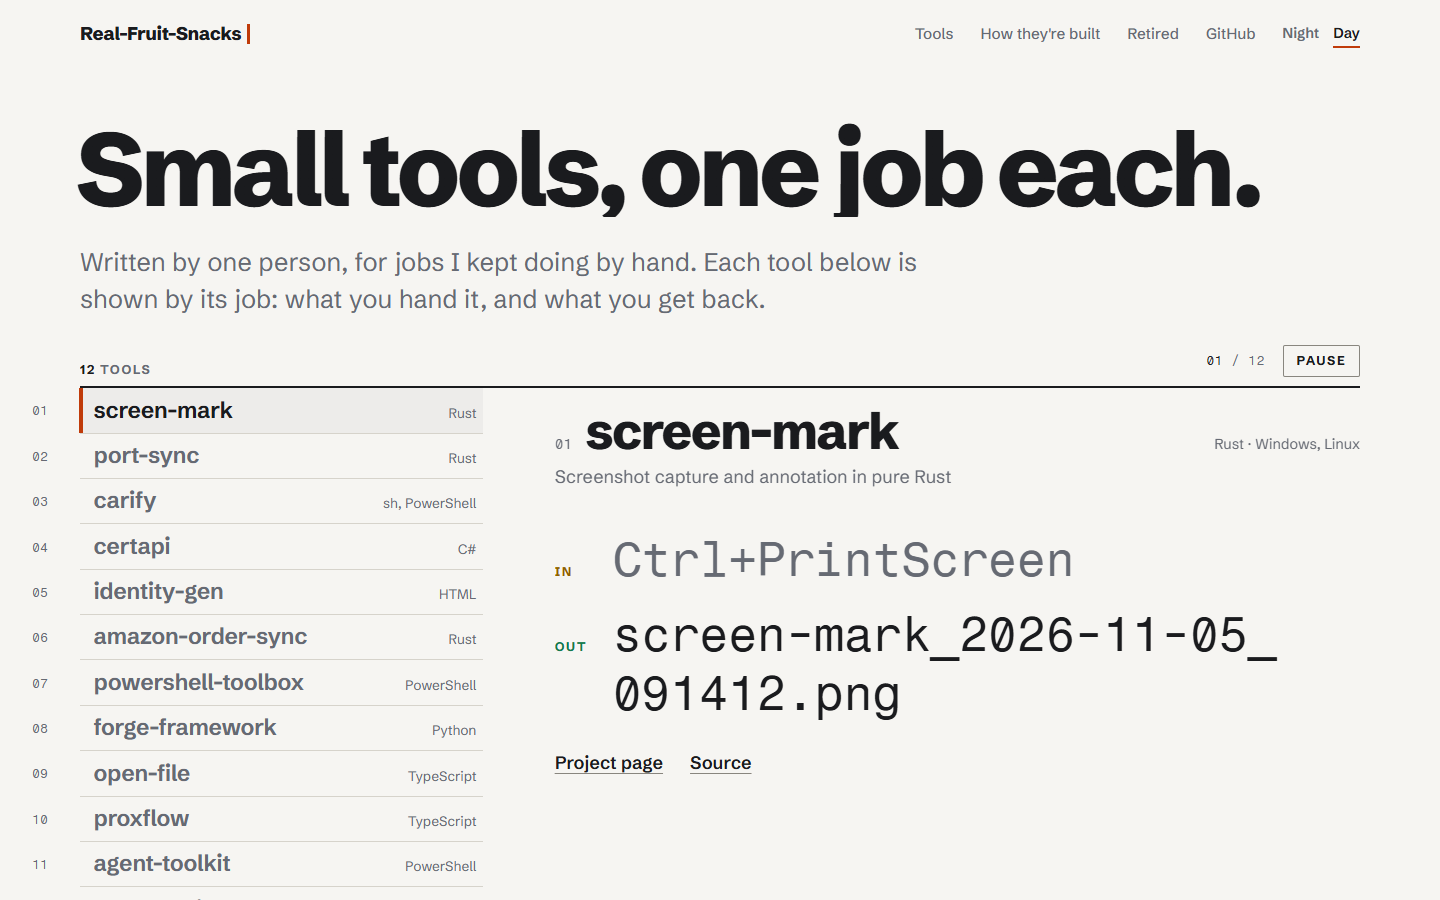 Real-Fruit-Snacks
Tools How they're built Retired GitHub Night Day
Small tools, one job each.
Written by one person, for jobs I kept doing by hand. Each tool below is
shown by its job: what you hand it, and what you get back.
12 TOOLS
01 / 12 PAUSE
01 screen-mark Rust
02 port-sync Rust
03 carify sh, PowerShell
04 certapi C#
05 identity-gen HTML
06 amazon-order-sync Rust
07 powershell-toolbox PowerShell
08 forge-framework Python
09 open-file TypeScript
10 proxflow TypeScript
11 agent-toolkit PowerShell
01 screen-mark Rust · Windows, Linux
Screenshot capture and annotation in pure Rust
IN Ctrl+PrintScreen
OUT screen-mark_2026-11-05_
091412.png
Project page Source